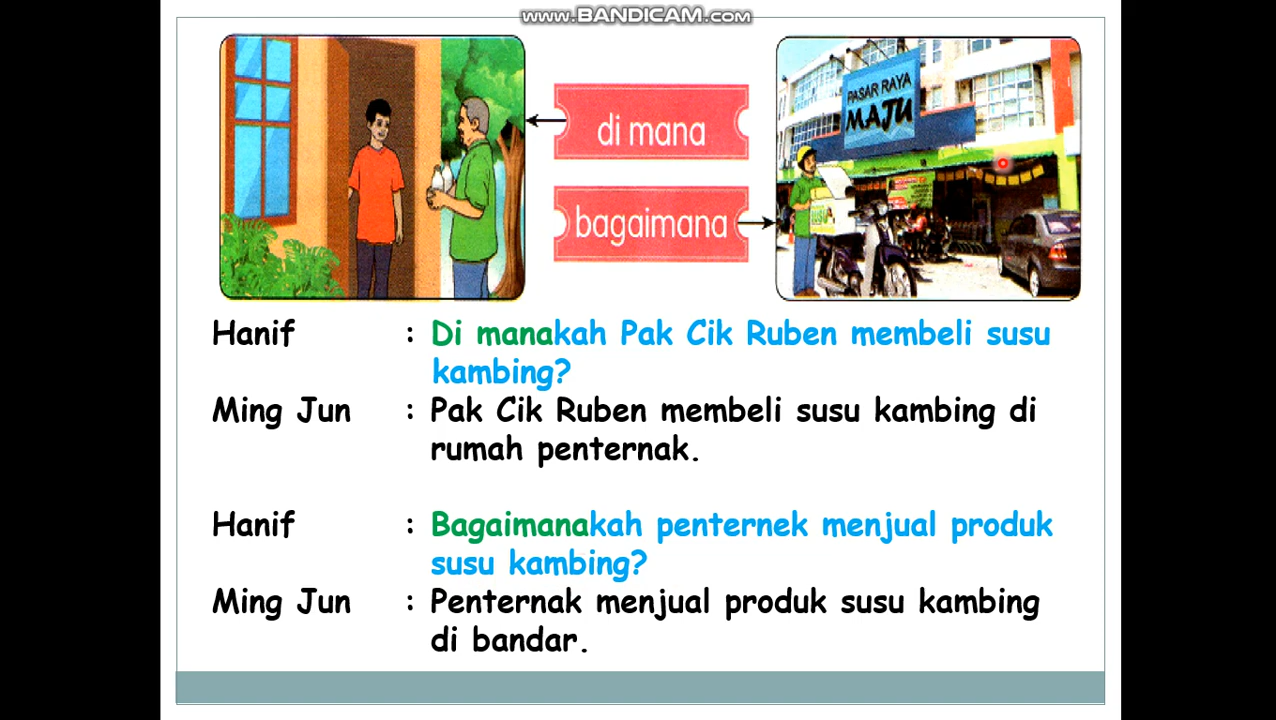 www.BANDICAM.com
PASAR RAYA
MAJU
di mana
bagaimana
SUSU
Hanif : Di manakah Pak Cik Ruben membeli susu
kambing?
Ming Jun : Pak Cik Ruben membeli susu kambing di
rumah penternak.
Hanif : Bagaimanakah penternek menjual produk
susu kambing?
Ming Jun : Penternak menjual produk susu kambing
di bandar.